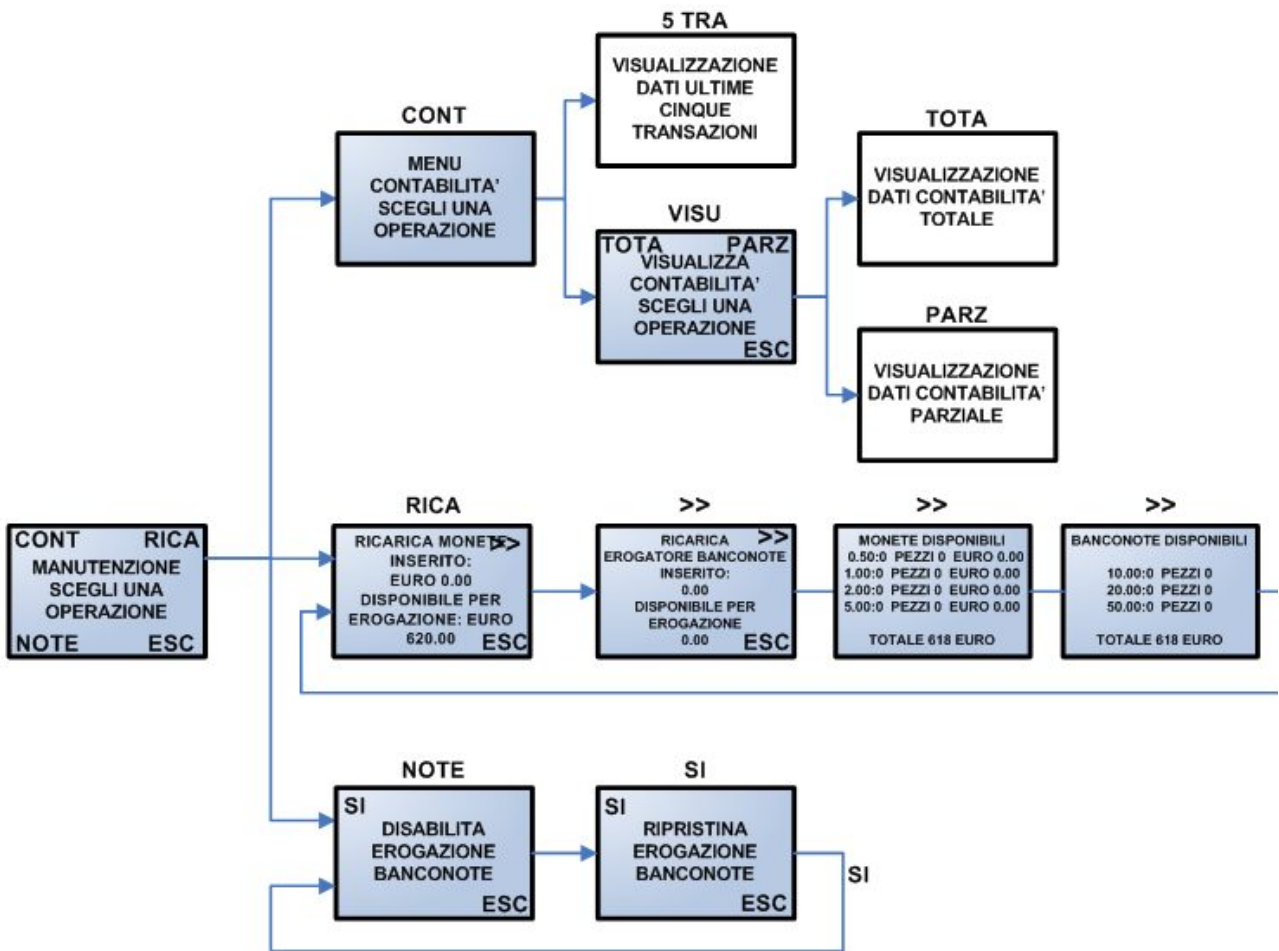 5 TRA
VISUALIZZAZIONE
DATI ULTIME
CINQUE
TRANSAZIONI
CONT
MENU
CONTABILITA'
SCEGLI UNA
OPERAZIONE
TOTA
VISUALIZZAZIONE
DATI CONTABILITA'
TOTALE
VISU
TOTA PARZ
VISUALIZZA
CONTABILITA'
SCEGLI UNA
OPERAZIONE
ESC
PARZ
VISUALIZZAZIONE
DATI CONTABILITA'
PARZIALE
CONT RICA
MANUTENZIONE
SCEGLI UNA
OPERAZIONE
NOTE ESC
RICA
RICARICA MONETE >>
INSERITO:
EURO 0.00
DISPONIBILE PER
EROGAZIONE: EURO
620.00
ESC
>>
RICARICA >>
EROGATORE BANCONOTE
INSERITO:
0.00
DISPONIBILE PER
EROGAZIONE
0.00
ESC
>>
MONETE DISPONIBILI
0.50:0 PEZZI 0 EURO 0.00
1.00:0 PEZZI 0 EURO 0.00
2.00:0 PEZZI 0 EURO 0.00
5.00:0 PEZZI 0 EURO 0.00
TOTALE 618 EURO
>>
BANCONOTE DISPONIBILI
10.00:0 PEZZI 0
20.00:0 PEZZI 0
50.00:0 PEZZI 0
TOTALE 618 EURO
NOTE
SI
DISABILITA
EROGAZIONE
BANCONOTE
ESC
SI
SI
RIPRISTINA
EROGAZIONE
BANCONOTE
ESC
SI